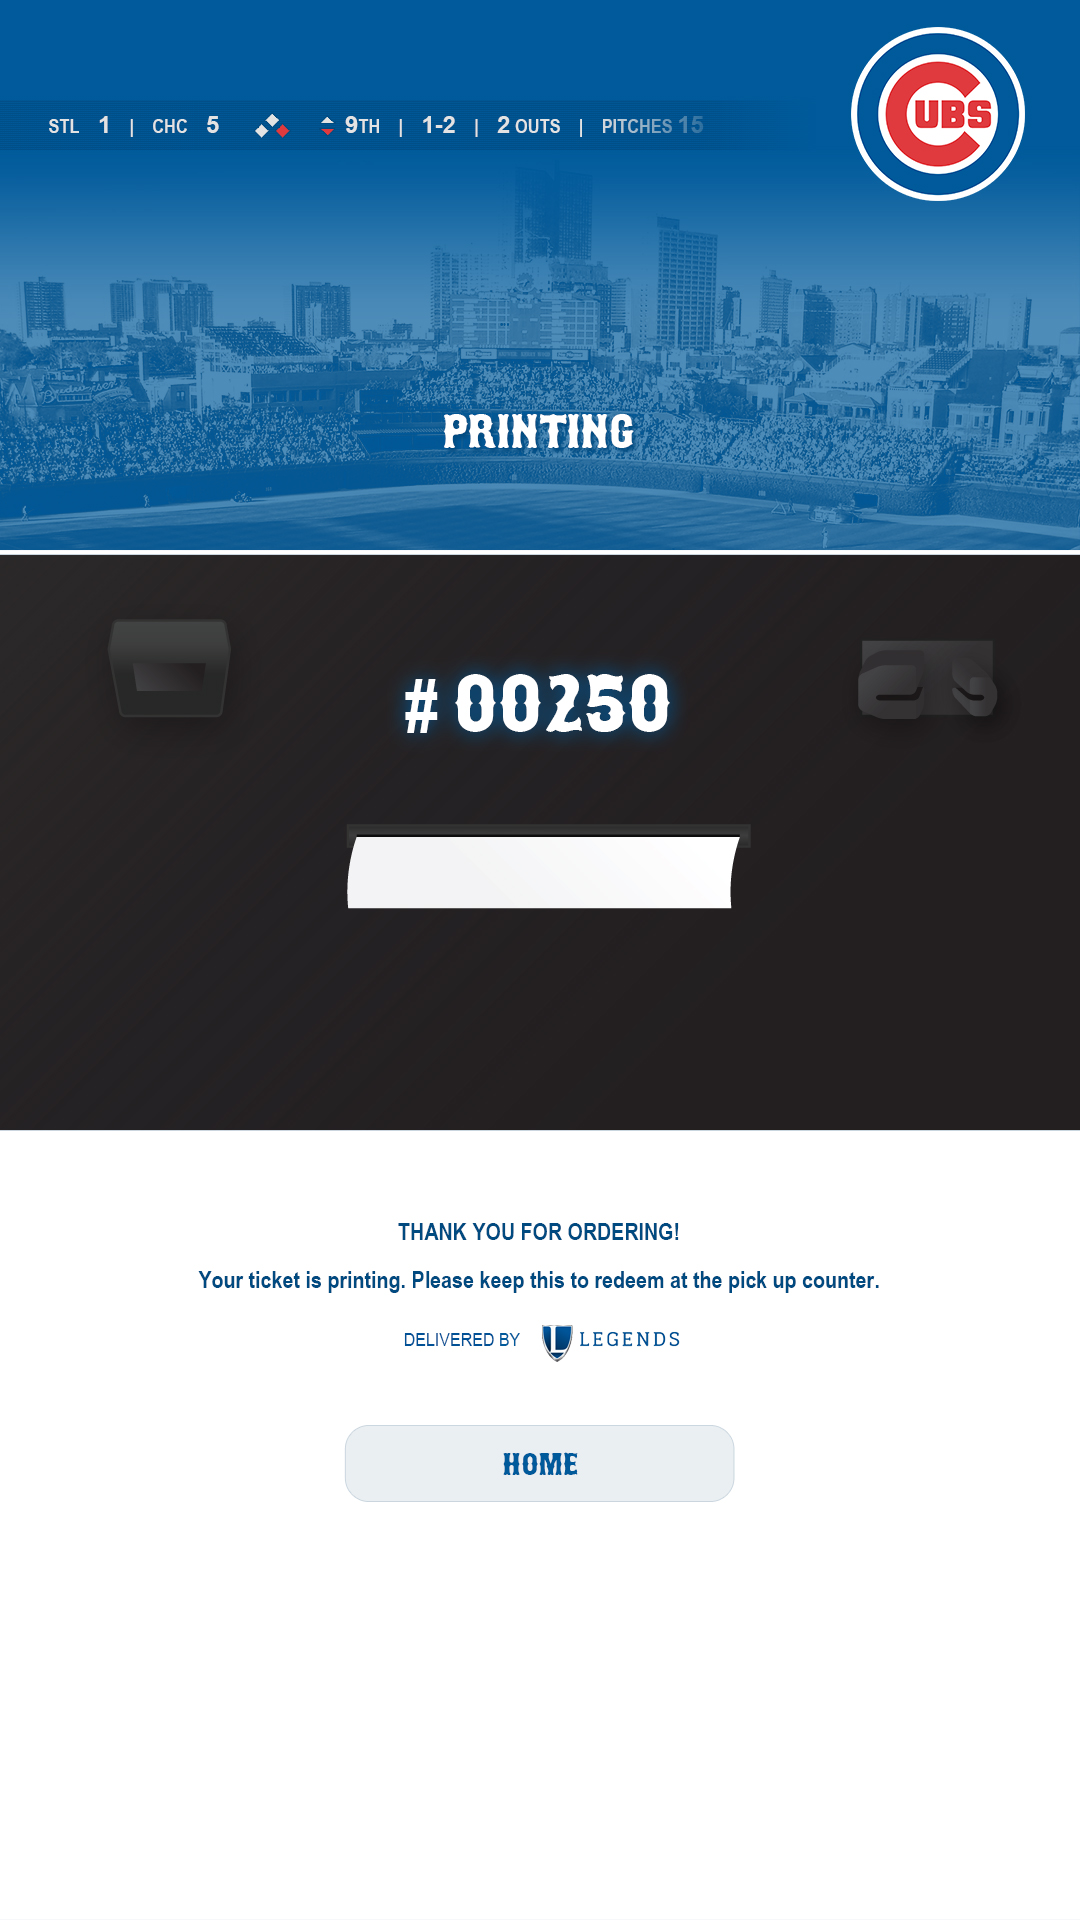 STL 1 | CHC 5 9TH | 1-2 | 2 OUTS | PITCHES 15
CUBS
PRINTING
# 00250
THANK YOU FOR ORDERING!
Your ticket is printing. Please keep this to redeem at the pick up counter.
DELIVERED BY L LEGENDS
HOME